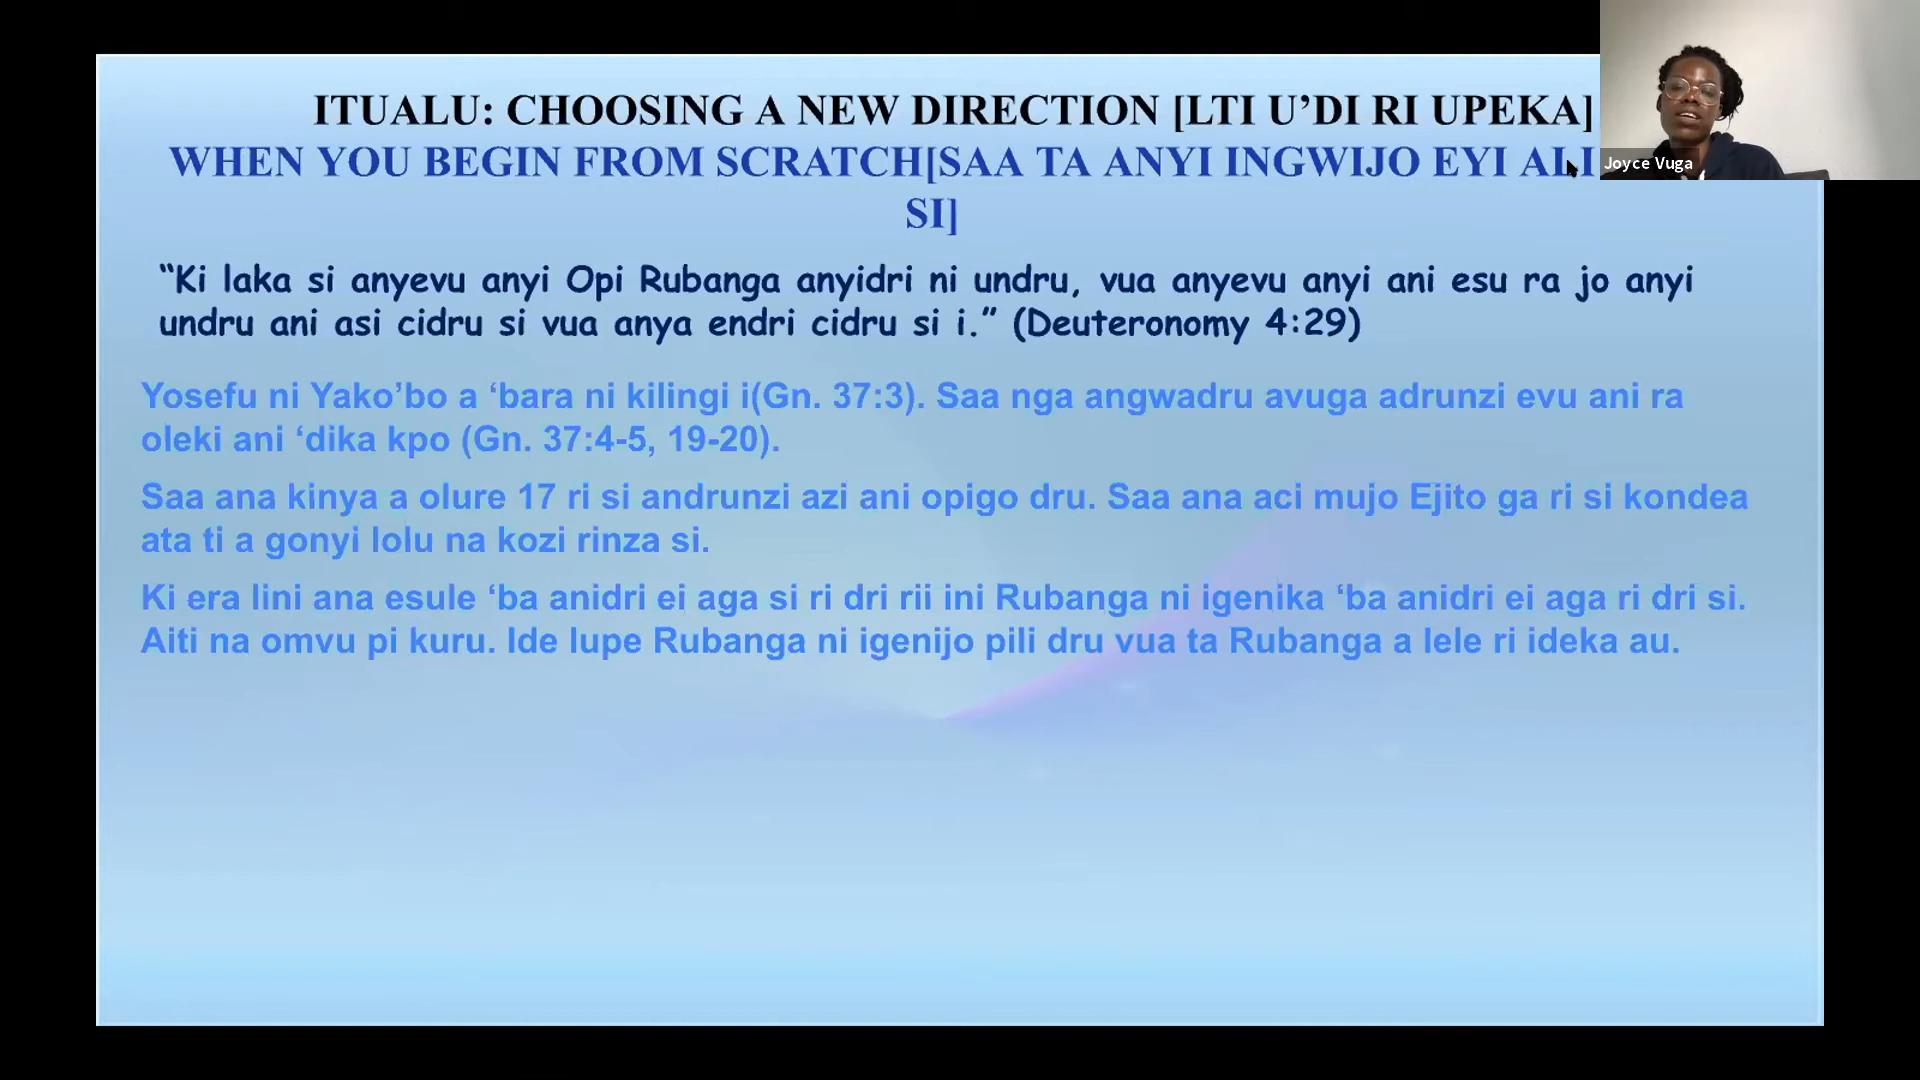 ITUALU: CHOOSING A NEW DIRECTION [LTI U’DI RI UPEKA]
WHEN YOU BEGIN FROM SCRATCH[SAA TA ANYI INGWIJO EYI ALI
SI]
“Ki laka si anyevu anyi Opi Rubanga anyidri ni undru, vua anyevu anyi ani esu ra jo anyi
undru ani asi cidru si vua anya endri cidru si i.” (Deuteronomy 4:29)
Yosefu ni Yako’bo a ‘bara ni kilingi i(Gn. 37:3). Saa nga angwadru avuga adrunzi evu ani ra
oleki ani ‘dika kpo (Gn. 37:4-5, 19-20).
Saa ana kinya a olure 17 ri si andrunzi azi ani opigo dru. Saa ana aci mujo Ejito ga ri si kondea
ata ti a gonyi lolu na kozi rinza si.
Ki era lini ana esule ‘ba anidri ei aga si ri dri rii ini Rubanga ni igenika ‘ba anidri ei aga ri dri si.
Aiti na omvu pi kuru. Ide lupe Rubanga ni igenijo pili dru vua ta Rubanga a lele ri ideka au.
Joyce Vuga